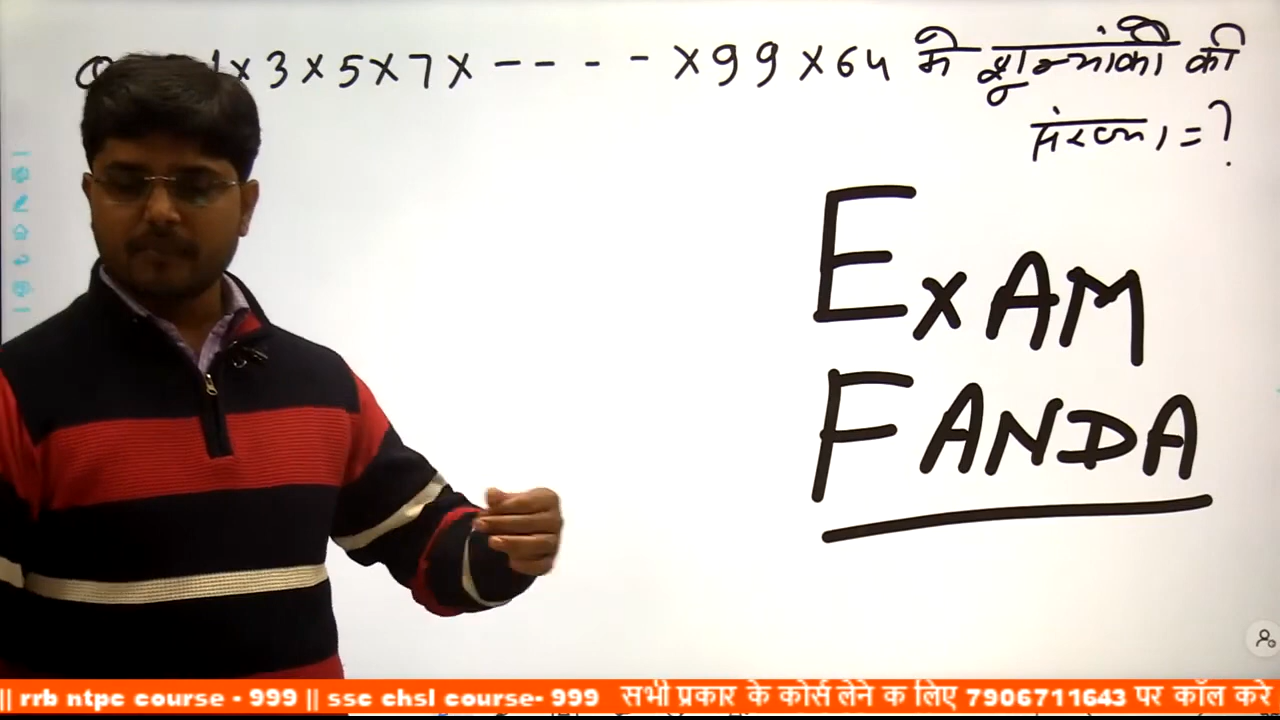 1×3×5×7×---- ×99×64 में शून्यांकों की
संख्या = ?
EXAM
FANDA
|| rrb ntpc course - 999 || ssc chsl course- 999 सभी प्रकार के कोर्स लेने क लिए 7906711643 पर कॉल करे